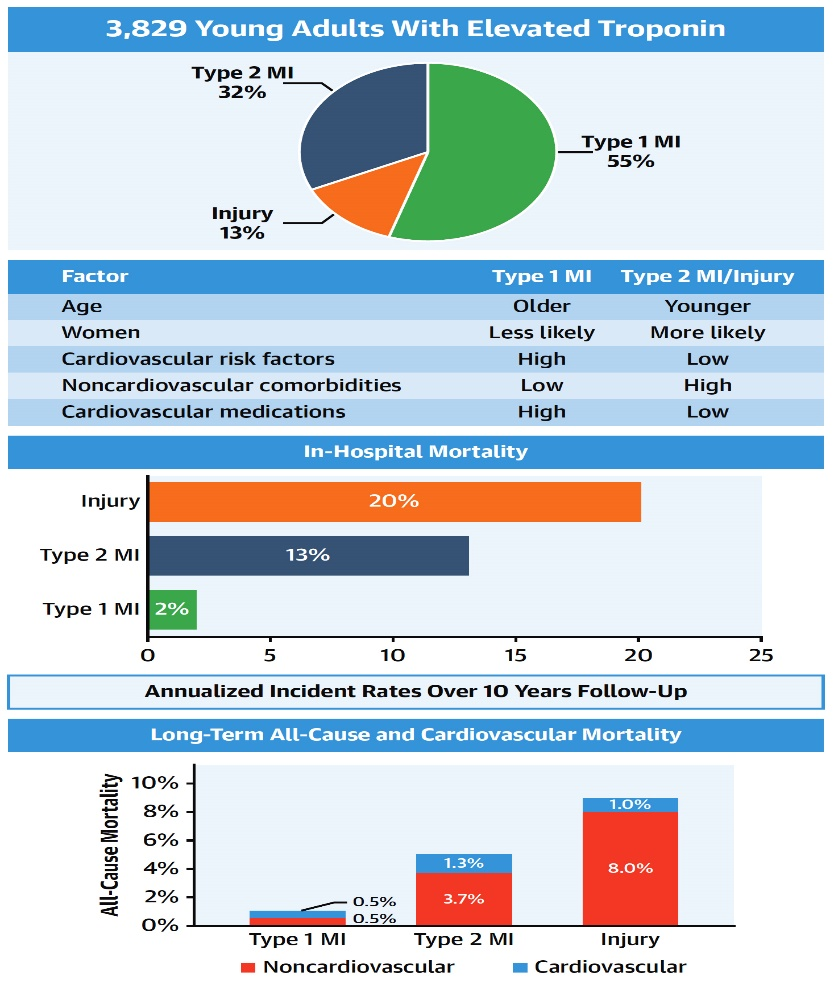 3,829 Young Adults With Elevated Troponin
Type 2 MI
32%
Type 1 MI
55%
Injury
13%
Factor Type 1 MI Type 2 MI/Injury
Age Older Younger
Women Less likely More likely
Cardiovascular risk factors High Low
Noncardiovascular comorbidities Low High
Cardiovascular medications High Low
In-Hospital Mortality
Injury 20%
Type 2 MI 13%
Type 1 MI 2%
0 5 10 15 20 25
Annualized Incident Rates Over 10 Years Follow-Up
Long-Term All-Cause and Cardiovascular Mortality
All-Cause Mortality
10%
8%
6%
4%
2%
0%
0.5%
0.5%
1.3%
3.7%
1.0%
8.0%
Type 1 MI Type 2 MI Injury
Noncardiovascular Cardiovascular